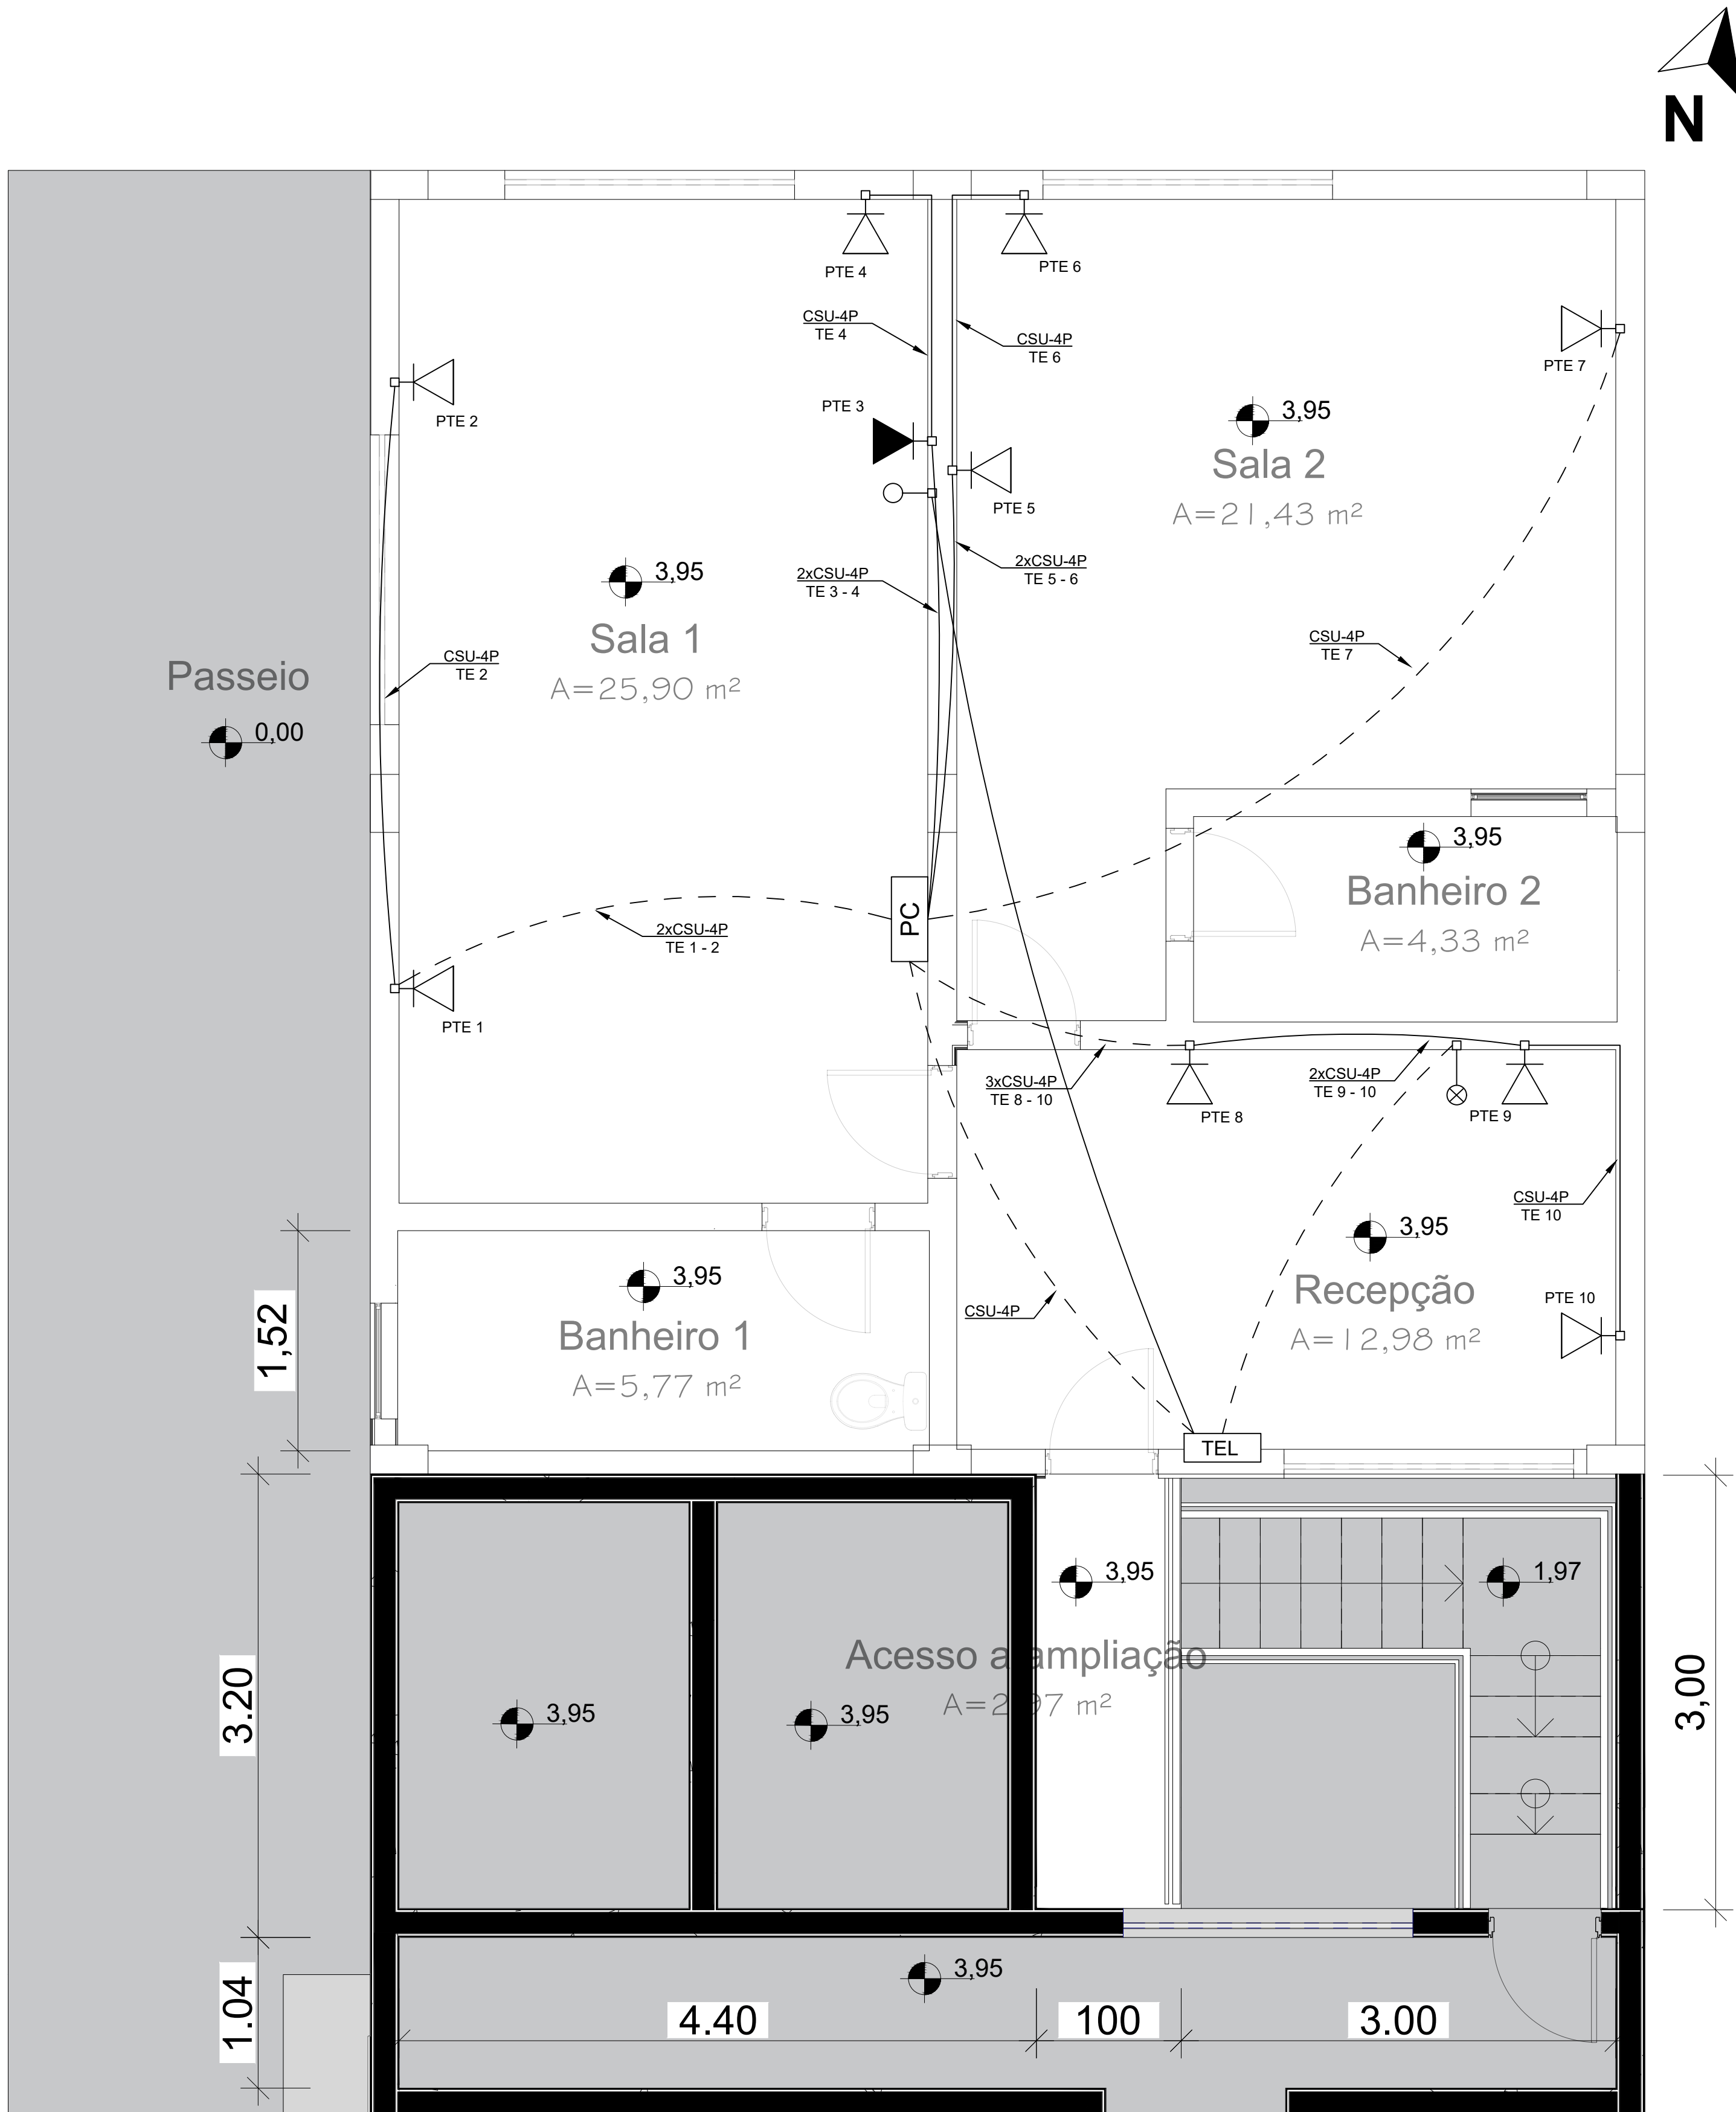 N
PTE 4
PTE 6
CSU-4P
TE 4
CSU-4P
TE 6
PTE 7
PTE 2
PTE 3
3,95
Sala 2
A=21,43 m²
PTE 5
3,95
2xCSU-4P
TE 3 - 4
2xCSU-4P
TE 5 - 6
Sala 1
A=25,90 m²
CSU-4P
TE 2
CSU-4P
TE 7
Passeio
0,00
3,95
Banheiro 2
A=4,33 m²
PC
2xCSU-4P
TE 1 - 2
PTE 1
3xCSU-4P
TE 8 - 10
2xCSU-4P
TE 9 - 10
PTE 8
PTE 9
CSU-4P
TE 10
3,95
Recepção
A=12,98 m²
PTE 10
3,95
Banheiro 1
A=5,77 m²
CSU-4P
1,52
TEL
3,95
1,97
Acesso a ampliação
A=2,97 m²
3,95
3,95
3.20
3,00
3,95
1.04
4.40
100
3.00